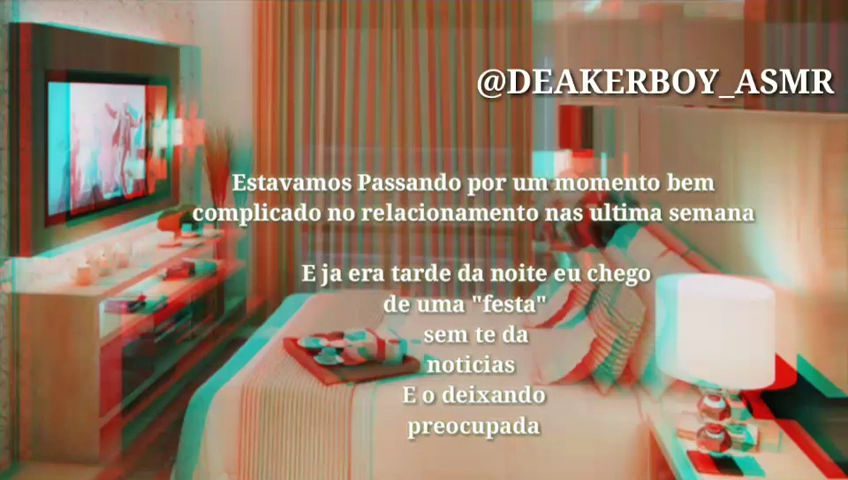 @DEAKERBOY_ASMR
Estavamos Passando por um momento bem
complicado no relacionamento nas ultima semana
E ja era tarde da noite eu chego
de uma "festa"
sem te da
noticias
E o deixando
preocupada